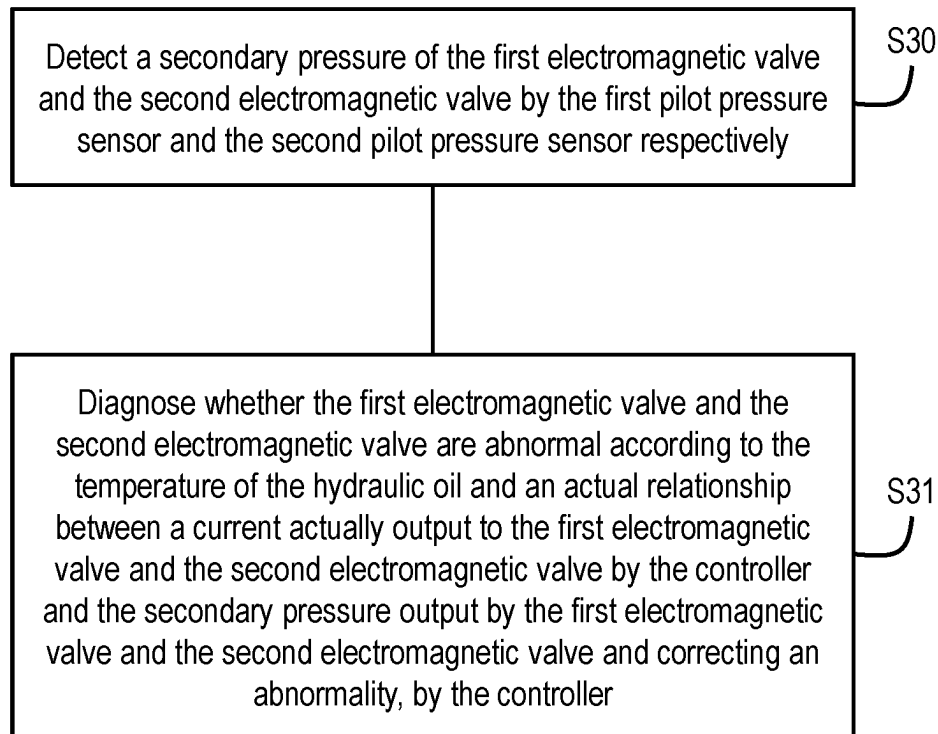 Detect a secondary pressure of the first electromagnetic valve
and the second electromagnetic valve by the first pilot pressure
sensor and the second pilot pressure sensor respectively
S30
Diagnose whether the first electromagnetic valve and the
second electromagnetic valve are abnormal according to the
temperature of the hydraulic oil and an actual relationship
between a current actually output to the first electromagnetic
valve and the second electromagnetic valve by the controller
and the secondary pressure output by the first electromagnetic
valve and the second electromagnetic valve and correcting an
abnormality, by the controller
S31